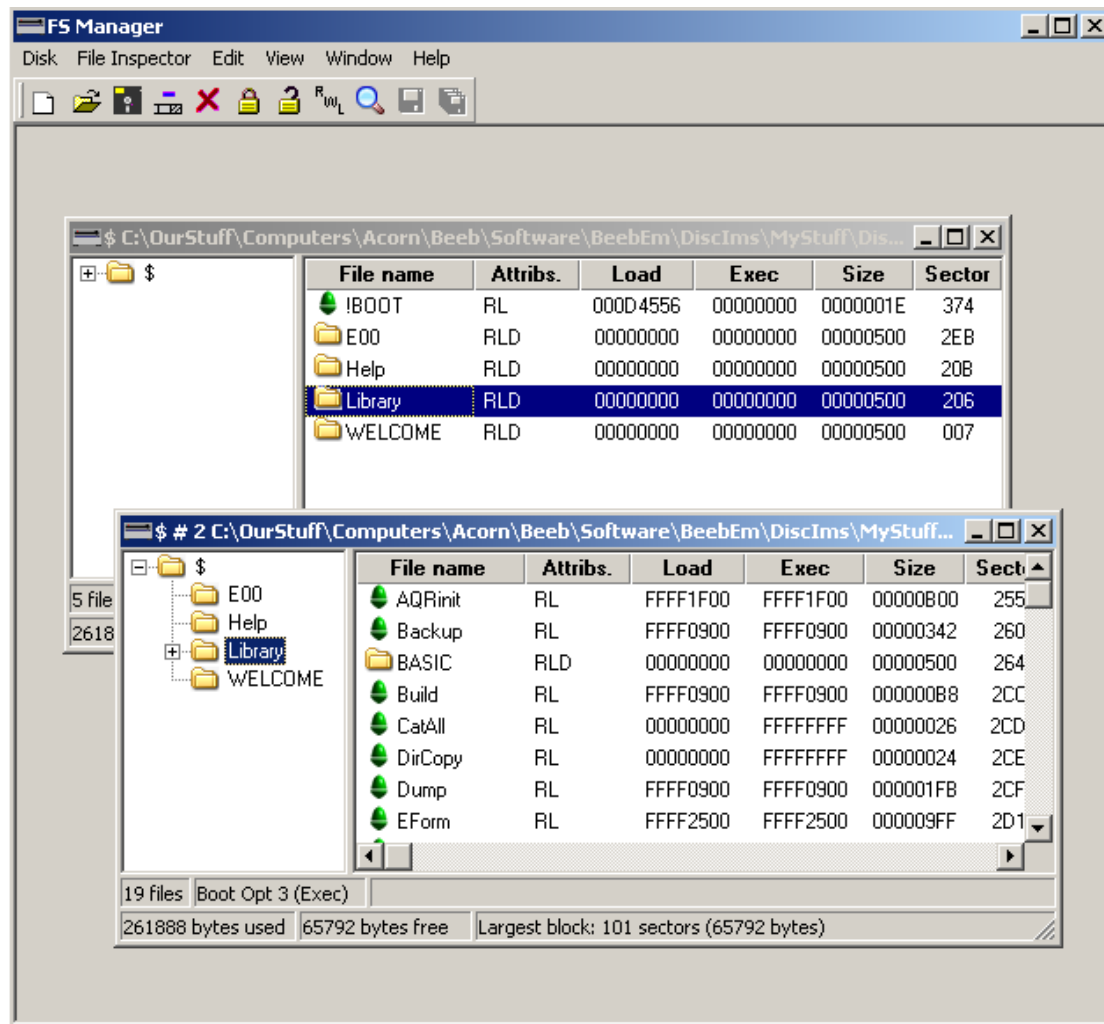 FS Manager
Disk File Inspector Edit View Window Help
RWL
$ C:\OurStuff\Computers\Acorn\Beeb\Software\BeebEm\DiscIms\MyStuff\Dis...
$
File name Attribs. Load Exec Size Sector
!BOOT RL 000D4556 00000000 0000001E 374
E00 RLD 00000000 00000000 00000500 2EB
Help RLD 00000000 00000000 00000500 20B
Library RLD 00000000 00000000 00000500 206
WELCOME RLD 00000000 00000000 00000500 007
5 file
2618
$ # 2 C:\OurStuff\Computers\Acorn\Beeb\Software\BeebEm\DiscIms\MyStuff...
$
E00
Help
Library
WELCOME
File name Attribs. Load Exec Size Secto
AQRinit RL FFFF1F00 FFFF1F00 00000B00 255
Backup RL FFFF0900 FFFF0900 00000342 260
BASIC RLD 00000000 00000000 00000500 264
Build RL FFFF0900 FFFF0900 000000B8 2CC
CatAll RL 00000000 FFFFFFFF 00000026 2CD
DirCopy RL 00000000 FFFFFFFF 00000024 2CE
Dump RL FFFF0900 FFFF0900 000001FB 2CF
EForm RL FFFF2500 FFFF2500 000009FF 2D1
19 files Boot Opt 3 (Exec)
261888 bytes used 65792 bytes free Largest block: 101 sectors (65792 bytes)